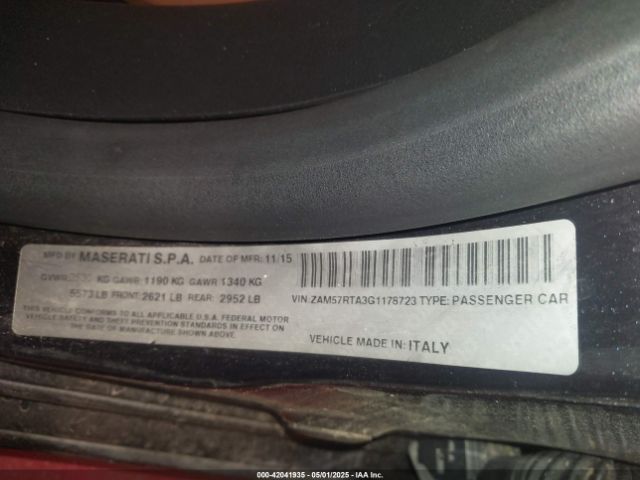 MFD BY MASERATI S.P.A. DATE OF MFR: 11/15
GVWR: KG GAWR: 1190 KG GAWR 1340 KG
5573 LB FRONT: 2621 LB REAR: 2952 LB
THIS VEHICLE CONFORMS TO ALL APPLICABLE U.S.A. FEDERAL MOTOR
VEHICLE SAFETY AND THEFT PREVENTION STANDARDS IN EFFECT ON
THE DATE OF MANUFACTURE SHOWN ABOVE.
VIN: ZAM57RTA3G1178723 TYPE: PASSENGER CAR
VEHICLE MADE IN: ITALY
000-42041935 - 05/01/2025 - IAA Inc.